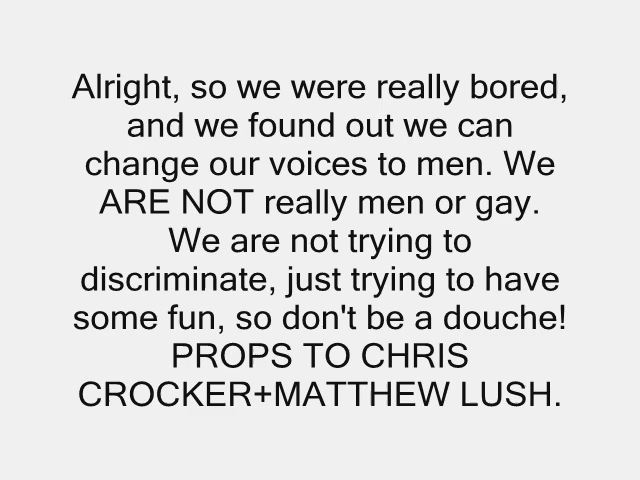 Alright, so we were really bored,
and we found out we can
change our voices to men. We
ARE NOT really men or gay.
We are not trying to
discriminate, just trying to have
some fun, so don't be a douche!
PROPS TO CHRIS
CROCKER+MATTHEW LUSH.